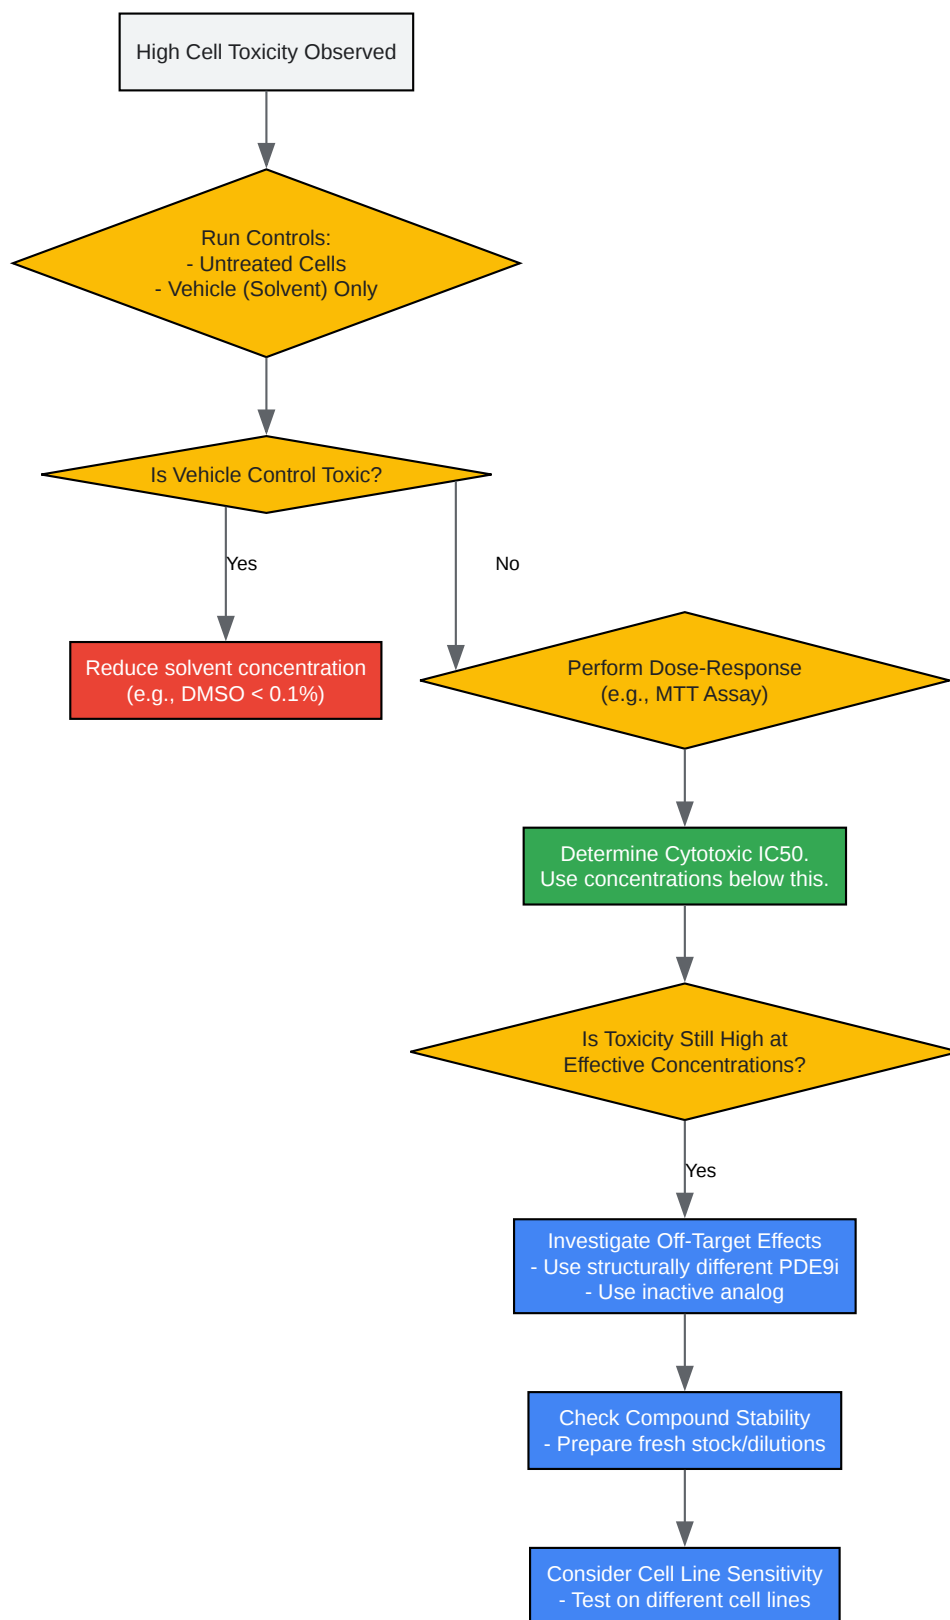 High Cell Toxicity Observed
Run Controls:
- Untreated Cells
- Vehicle (Solvent) Only
Is Vehicle Control Toxic?
Yes
No
Reduce solvent concentration
(e.g., DMSO < 0.1%)
Perform Dose-Response
(e.g., MTT Assay)
Determine Cytotoxic IC50.
Use concentrations below this.
Is Toxicity Still High at
Effective Concentrations?
Yes
Investigate Off-Target Effects
- Use structurally different PDE9i
- Use inactive analog
Check Compound Stability
- Prepare fresh stock/dilutions
Consider Cell Line Sensitivity
- Test on different cell lines